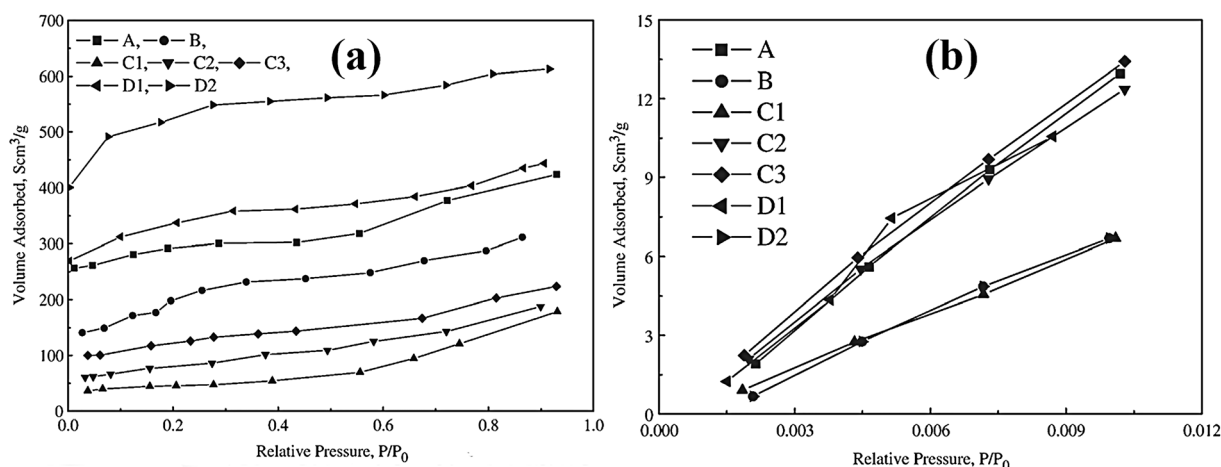 (a)
A, B,
C1, C2, C3,
D1, D2
700
600
500
400
300
200
100
0
Volume Adsorbed, Scm³/g
0.0 0.2 0.4 0.6 0.8 1.0
Relative Pressure, P/P₀
(b)
A
B
C1
C2
C3
D1
D2
15
12
9
6
3
0
Volume Adsorbed, Scm³/g
0.000 0.003 0.006 0.009 0.012
Relative Pressure, P/P₀